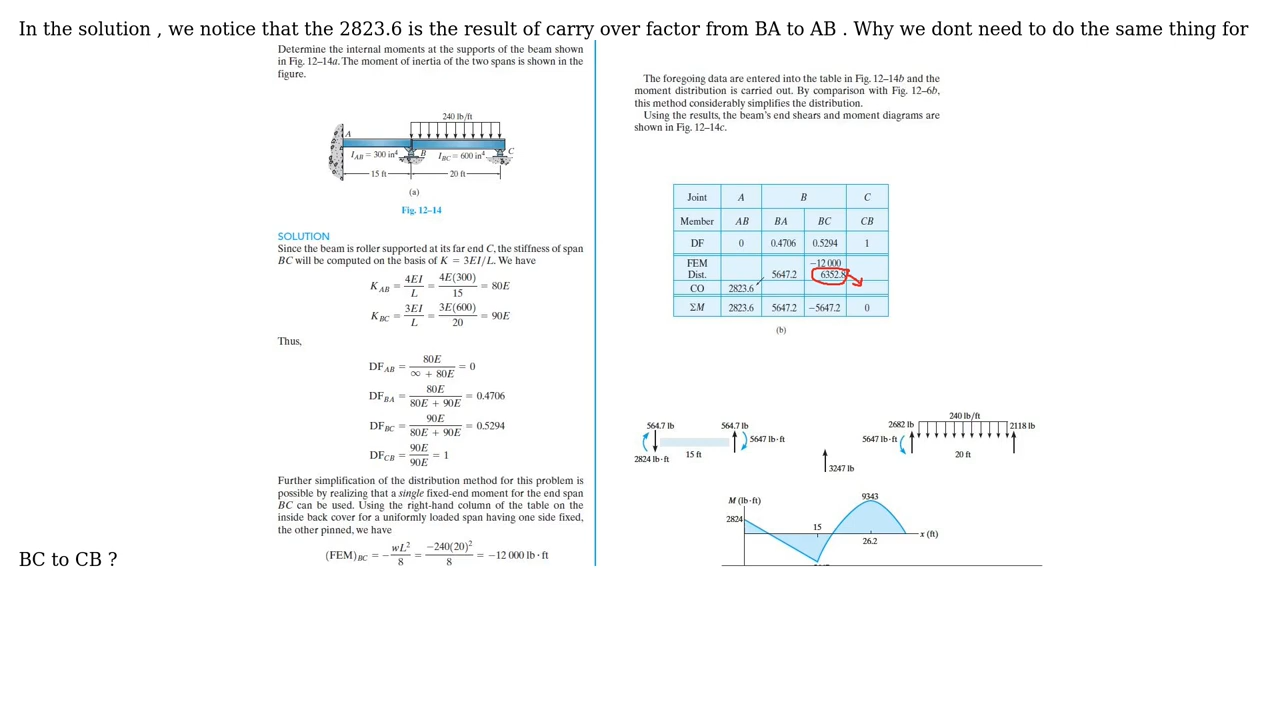 In the solution , we notice that the 2823.6 is the result of carry over factor from BA to AB . Why we dont need to do the same thing for
Determine the internal moments at the supports of the beam shown
in Fig. 12–14a. The moment of inertia of the two spans is shown in the
figure.
240 lb/ft
A
B
C
I_AB = 300 in⁴
I_BC = 600 in⁴
15 ft
20 ft
(a)
Fig. 12–14
SOLUTION
Since the beam is roller supported at its far end C, the stiffness of span
BC will be computed on the basis of K = 3EI/L. We have
K_AB = 4EI/L = 4E(300)/15 = 80E
K_BC = 3EI/L = 3E(600)/20 = 90E
Thus,
DF_AB = 80E/(∞ + 80E) = 0
DF_BA = 80E/(80E + 90E) = 0.4706
DF_BC = 90E/(80E + 90E) = 0.5294
DF_CB = 90E/90E = 1
Further simplification of the distribution method for this problem is
possible by realizing that a single fixed-end moment for the end span
BC can be used. Using the right-hand column of the table on the
inside back cover for a uniformly loaded span having one side fixed,
the other pinned, we have
(FEM)_BC = −wL²/8 = −240(20)²/8 = −12 000 lb·ft
The foregoing data are entered into the table in Fig. 12–14b and the
moment distribution is carried out. By comparison with Fig. 12–6b,
this method considerably simplifies the distribution.
Using the results, the beam's end shears and moment diagrams are
shown in Fig. 12–14c.
Joint A B C
Member AB BA BC CB
DF 0 0.4706 0.5294 1
FEM −12 000
Dist. 5647.2 6352.8
CO 2823.6
ΣM 2823.6 5647.2 −5647.2 0
(b)
564.7 lb
564.7 lb
5647 lb·ft
2824 lb·ft
15 ft
3247 lb
2682 lb
240 lb/ft
2118 lb
5647 lb·ft
20 ft
M (lb·ft)
2824
15
9343
26.2
x (ft)
BC to CB ?